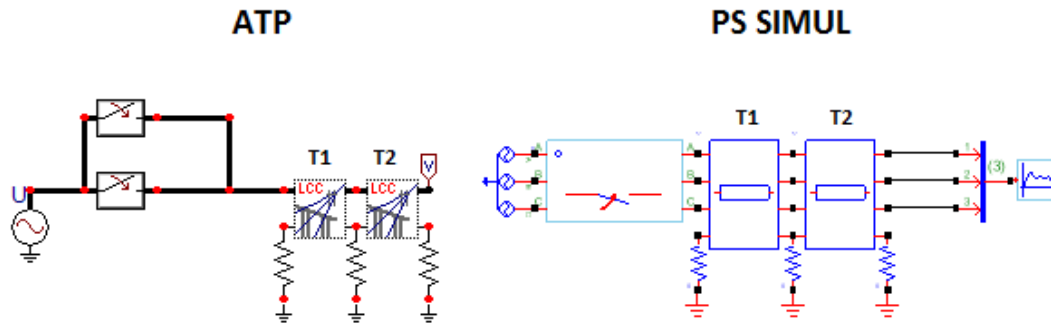 ATP
PS SIMUL
T1 T2
U
LCC LCC
V
T1 T2
A A
B B
C C
1
2
3
(3)